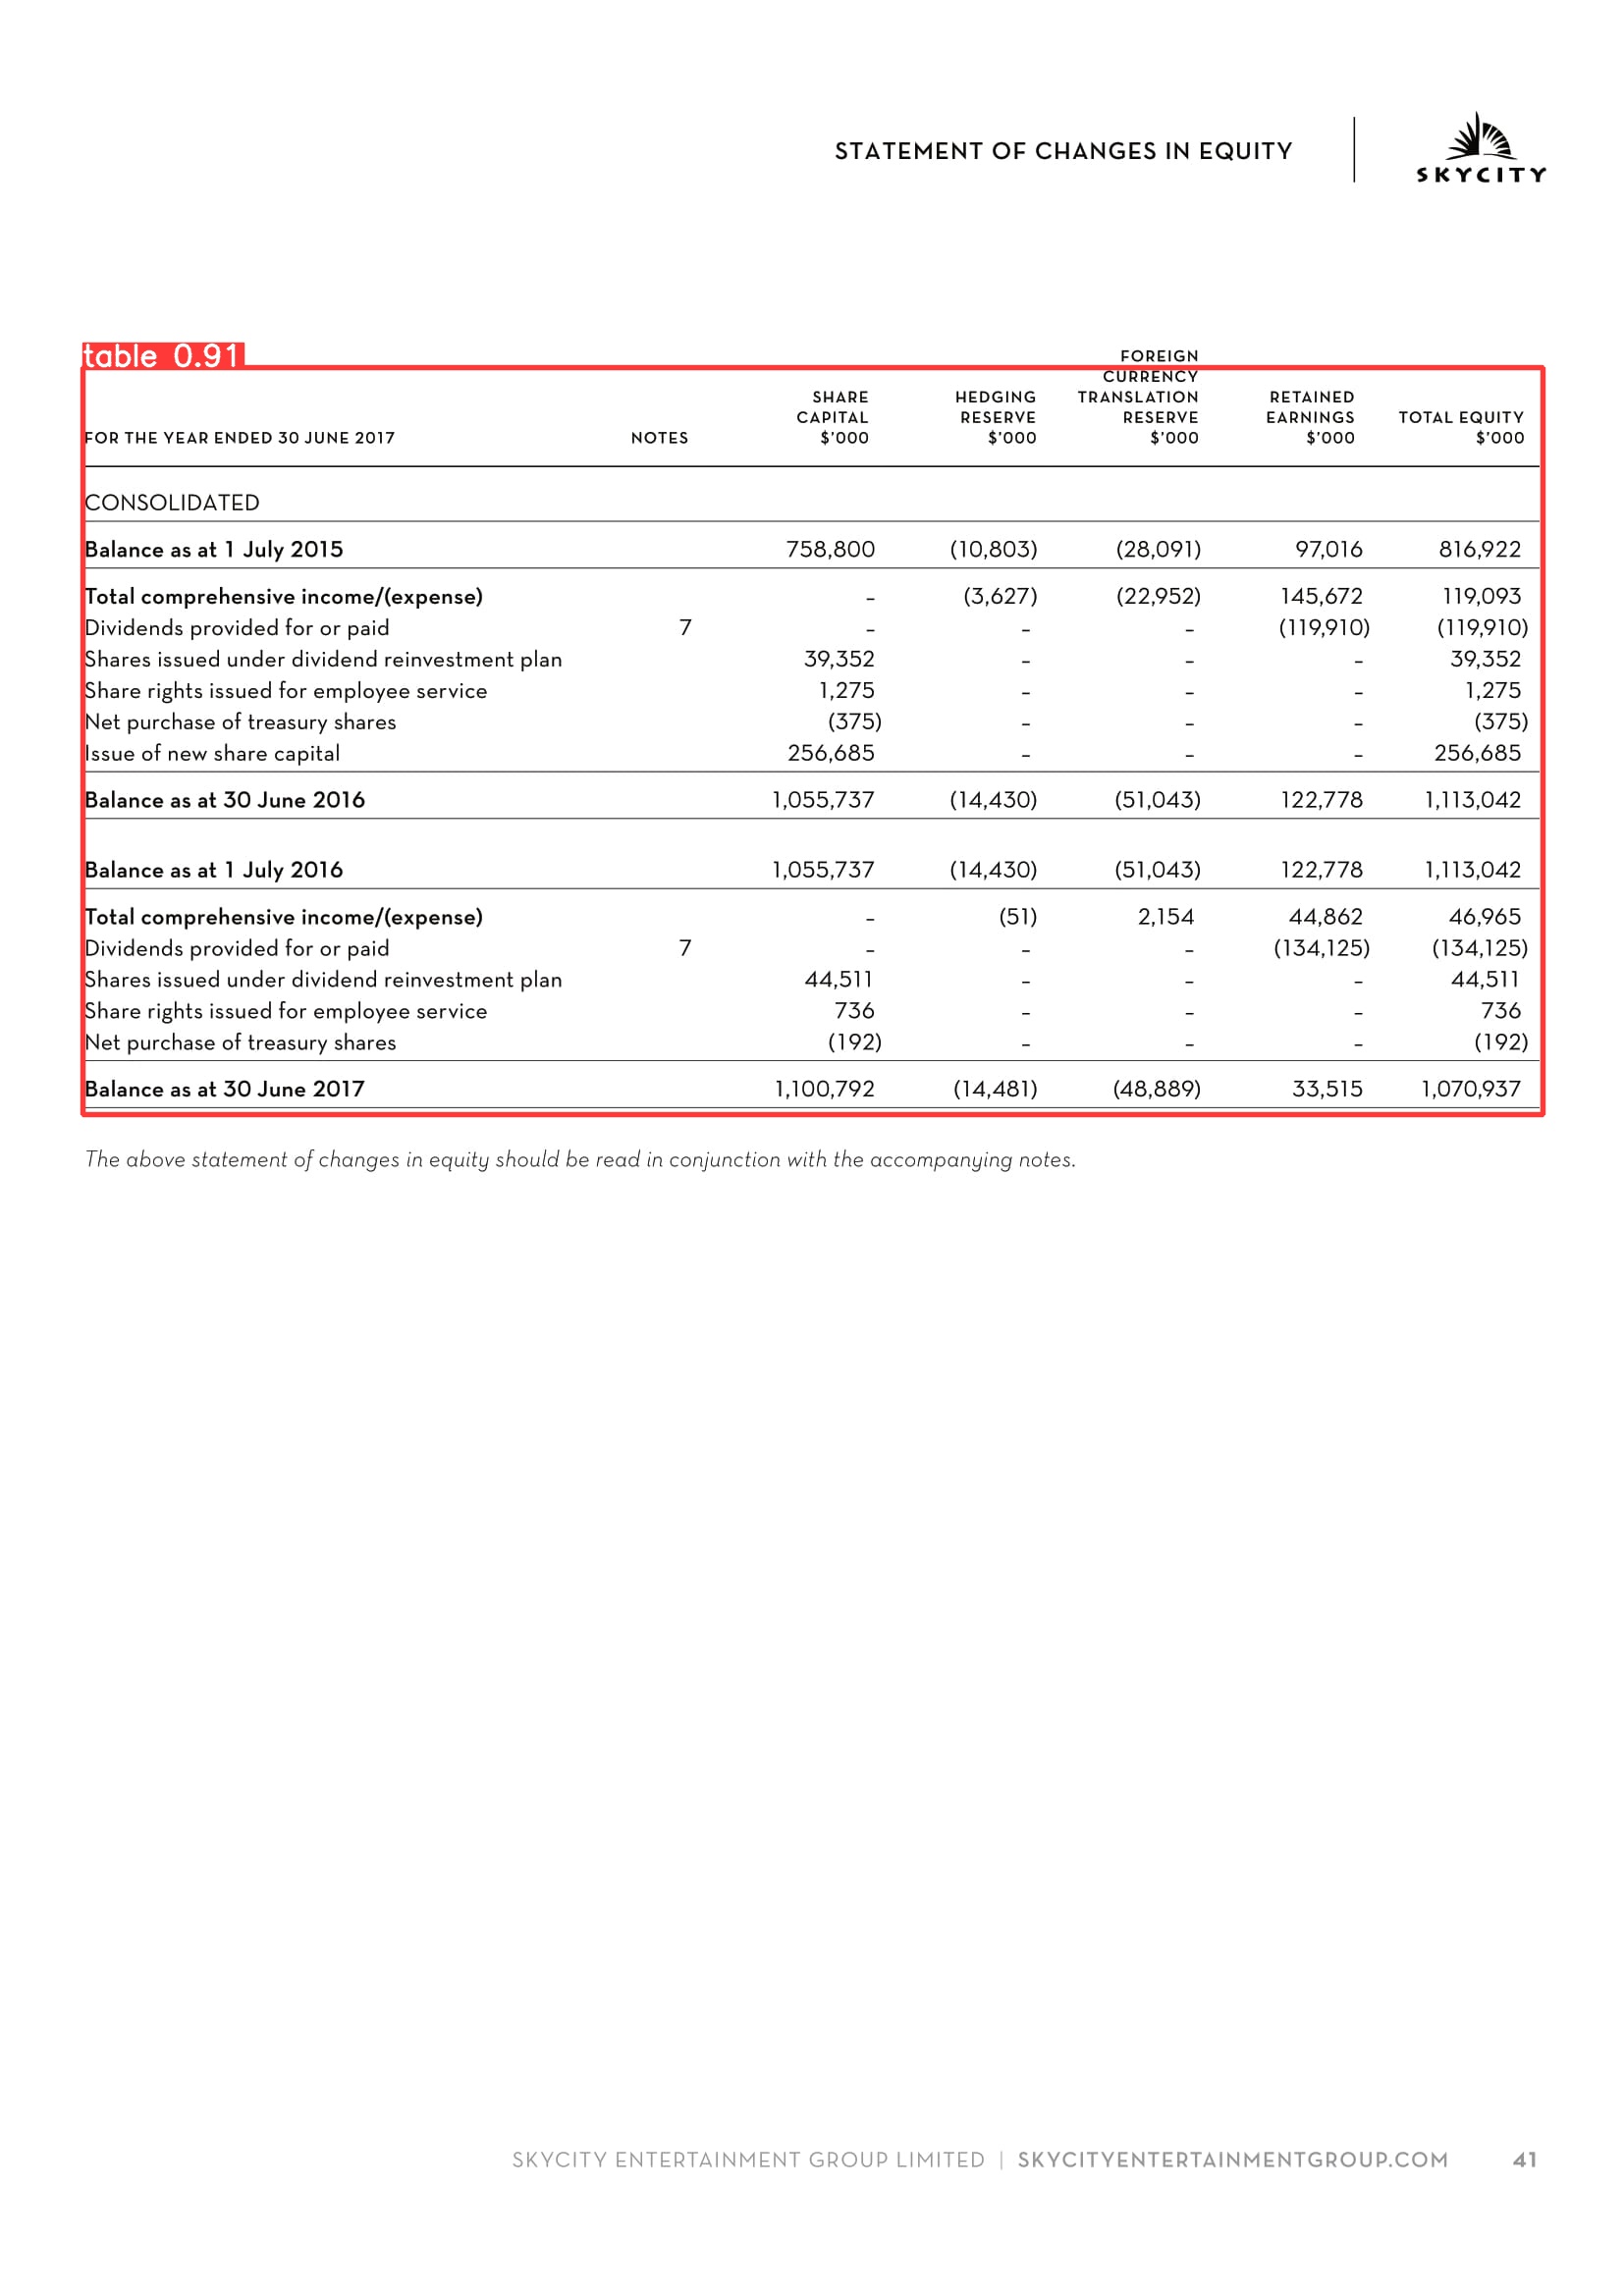 STATEMENT OF CHANGES IN EQUITY
SKYCITY
table 0.91
FOR THE YEAR ENDED 30 JUNE 2017 NOTES SHARE CAPITAL $'000 HEDGING RESERVE $'000 FOREIGN CURRENCY TRANSLATION RESERVE $'000 RETAINED EARNINGS $'000 TOTAL EQUITY $'000
CONSOLIDATED
Balance as at 1 July 2015 758,800 (10,803) (28,091) 97,016 816,922
Total comprehensive income/(expense) – (3,627) (22,952) 145,672 119,093
Dividends provided for or paid 7 – – – (119,910) (119,910)
Shares issued under dividend reinvestment plan 39,352 – – – 39,352
Share rights issued for employee service 1,275 – – – 1,275
Net purchase of treasury shares (375) – – – (375)
Issue of new share capital 256,685 – – – 256,685
Balance as at 30 June 2016 1,055,737 (14,430) (51,043) 122,778 1,113,042
Balance as at 1 July 2016 1,055,737 (14,430) (51,043) 122,778 1,113,042
Total comprehensive income/(expense) – (51) 2,154 44,862 46,965
Dividends provided for or paid 7 – – – (134,125) (134,125)
Shares issued under dividend reinvestment plan 44,511 – – – 44,511
Share rights issued for employee service 736 – – – 736
Net purchase of treasury shares (192) – – – (192)
Balance as at 30 June 2017 1,100,792 (14,481) (48,889) 33,515 1,070,937
The above statement of changes in equity should be read in conjunction with the accompanying notes.
SKYCITY ENTERTAINMENT GROUP LIMITED | SKYCITYENTERTAINMENTGROUP.COM 41